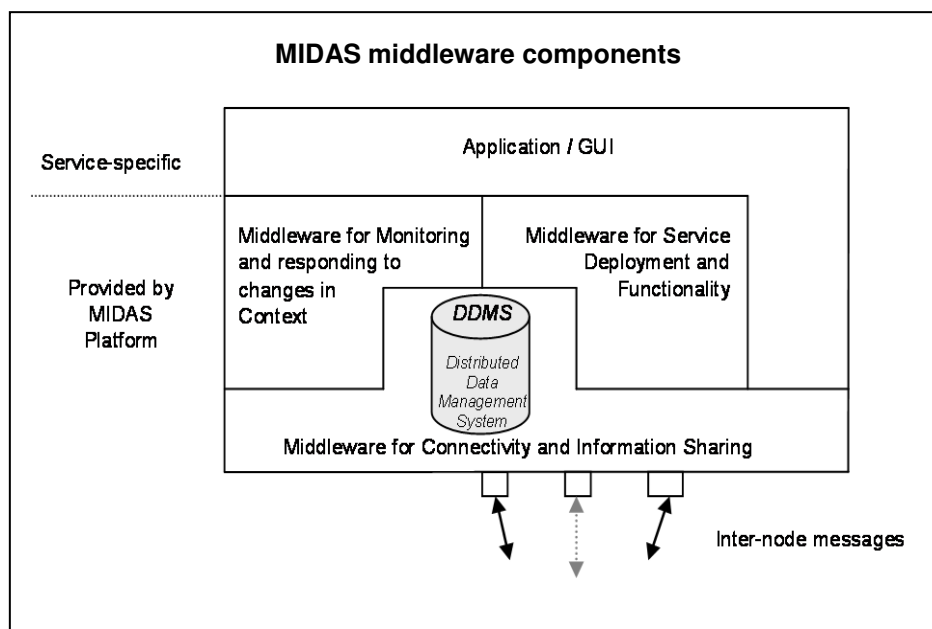 MIDAS middleware components
Application / GUI
Service-specific
Middleware for Monitoring
and responding to
changes in
Context
Middleware for Service
Deployment and
Functionality
Provided by
MIDAS
Platform
DDMS
Distributed
Data
Management
System
Middleware for Connectivity and Information Sharing
Inter-node messages